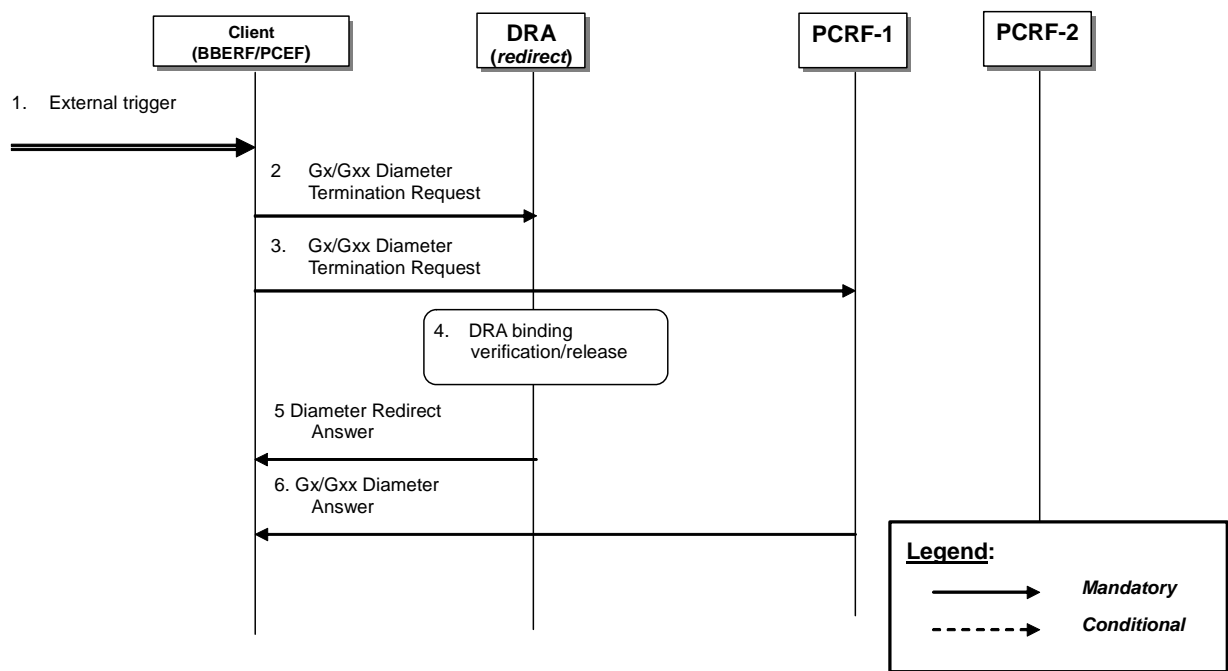 Client
(BBERF/PCEF)
DRA
(redirect)
PCRF-1
PCRF-2
1. External trigger
2 Gx/Gxx Diameter
Termination Request
3. Gx/Gxx Diameter
Termination Request
4. DRA binding
verification/release
5 Diameter Redirect
Answer
6. Gx/Gxx Diameter
Answer
Legend:
Mandatory
Conditional